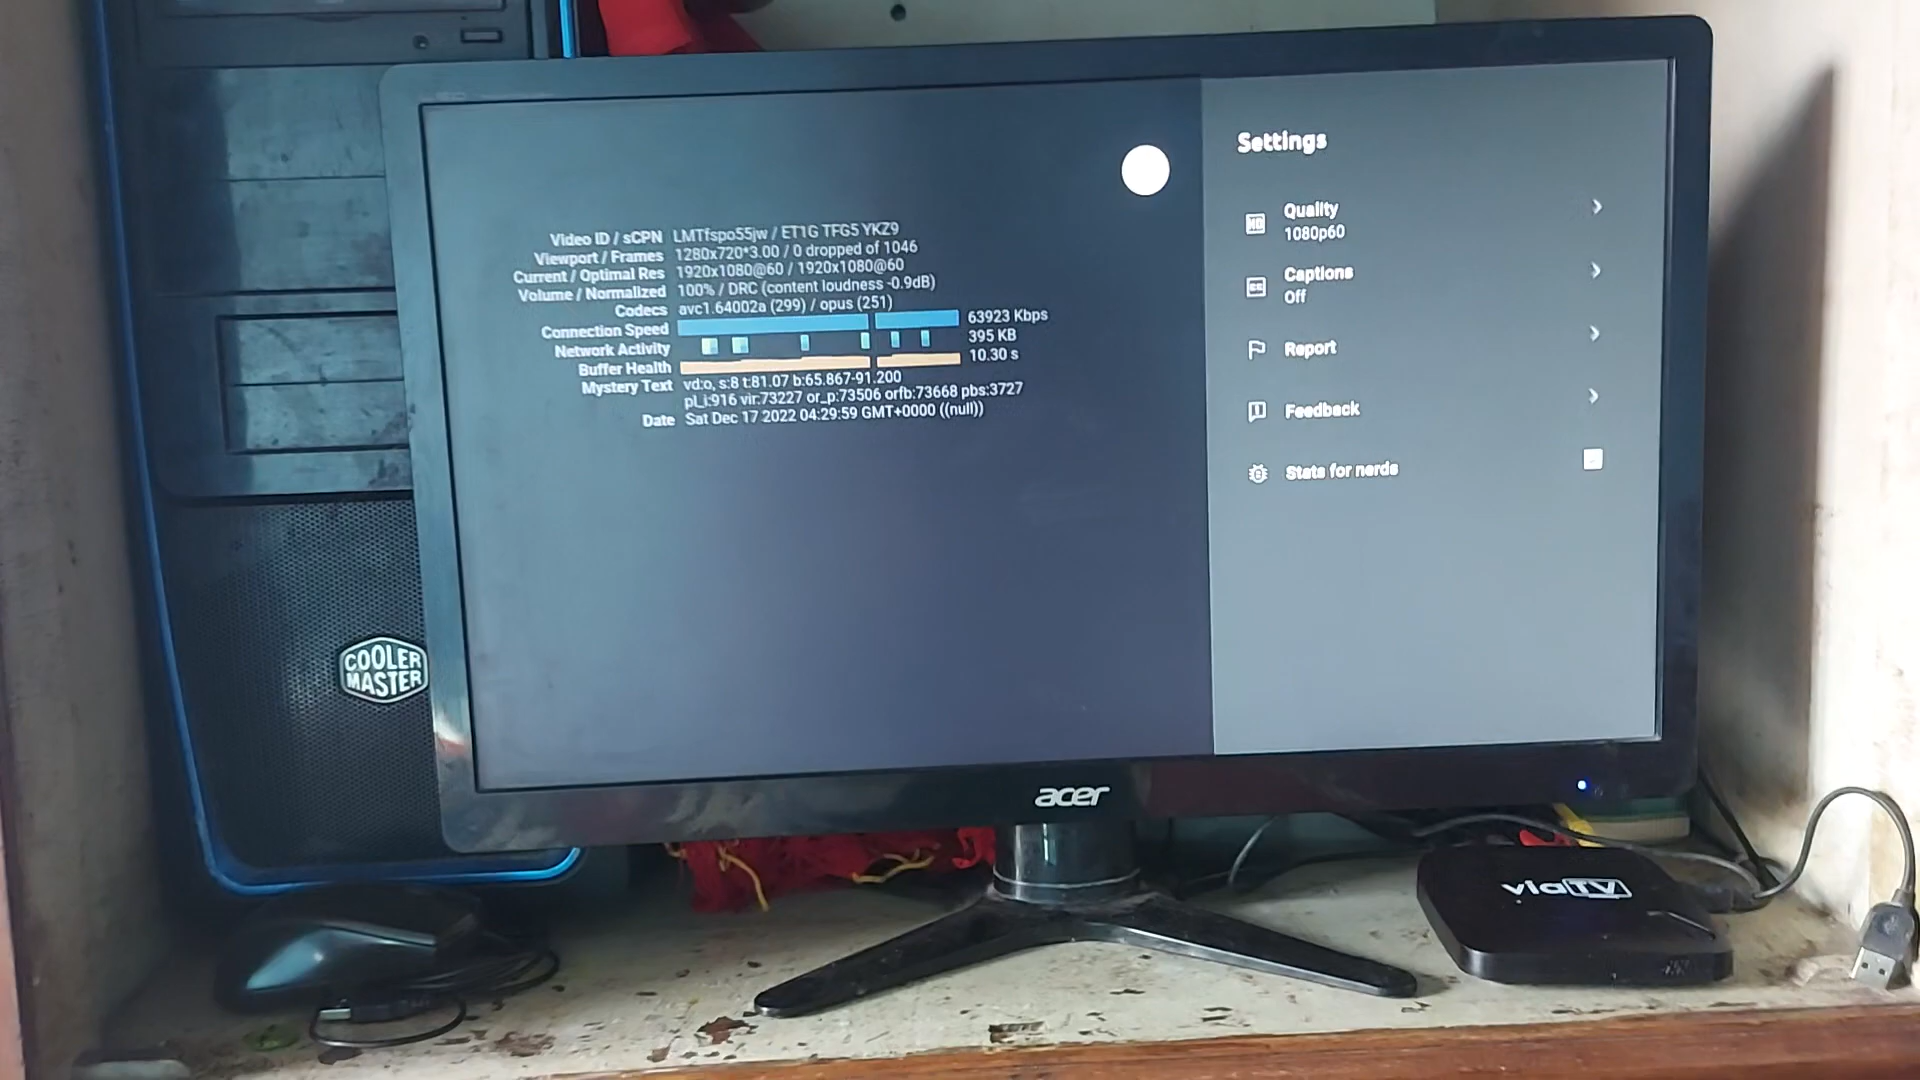 Video ID / sCPN LMTfspo55jw / ET1G TFG5 YKZ9
Viewport / Frames 1280x720*3.00 / 0 dropped of 1046
Current / Optimal Res 1920x1080@60 / 1920x1080@60
Volume / Normalized 100% / DRC (content loudness -0.9dB)
Codecs avc1.64002a (299) / opus (251)
Connection Speed 63923 Kbps
Network Activity 395 KB
Buffer Health 10.30 s
Mystery Text vd:o, s:8 t:81.07 b:65.867-91.200
pl_i:916 vir:73227 or_p:73506 orfb:73668 pbs:3727
Date Sat Dec 17 2022 04:29:59 GMT+0000 ((null))
Settings
Quality
1080p60
Captions
Off
Report
Feedback
Stats for nerds
COOLER
MASTER
acer
viaTV